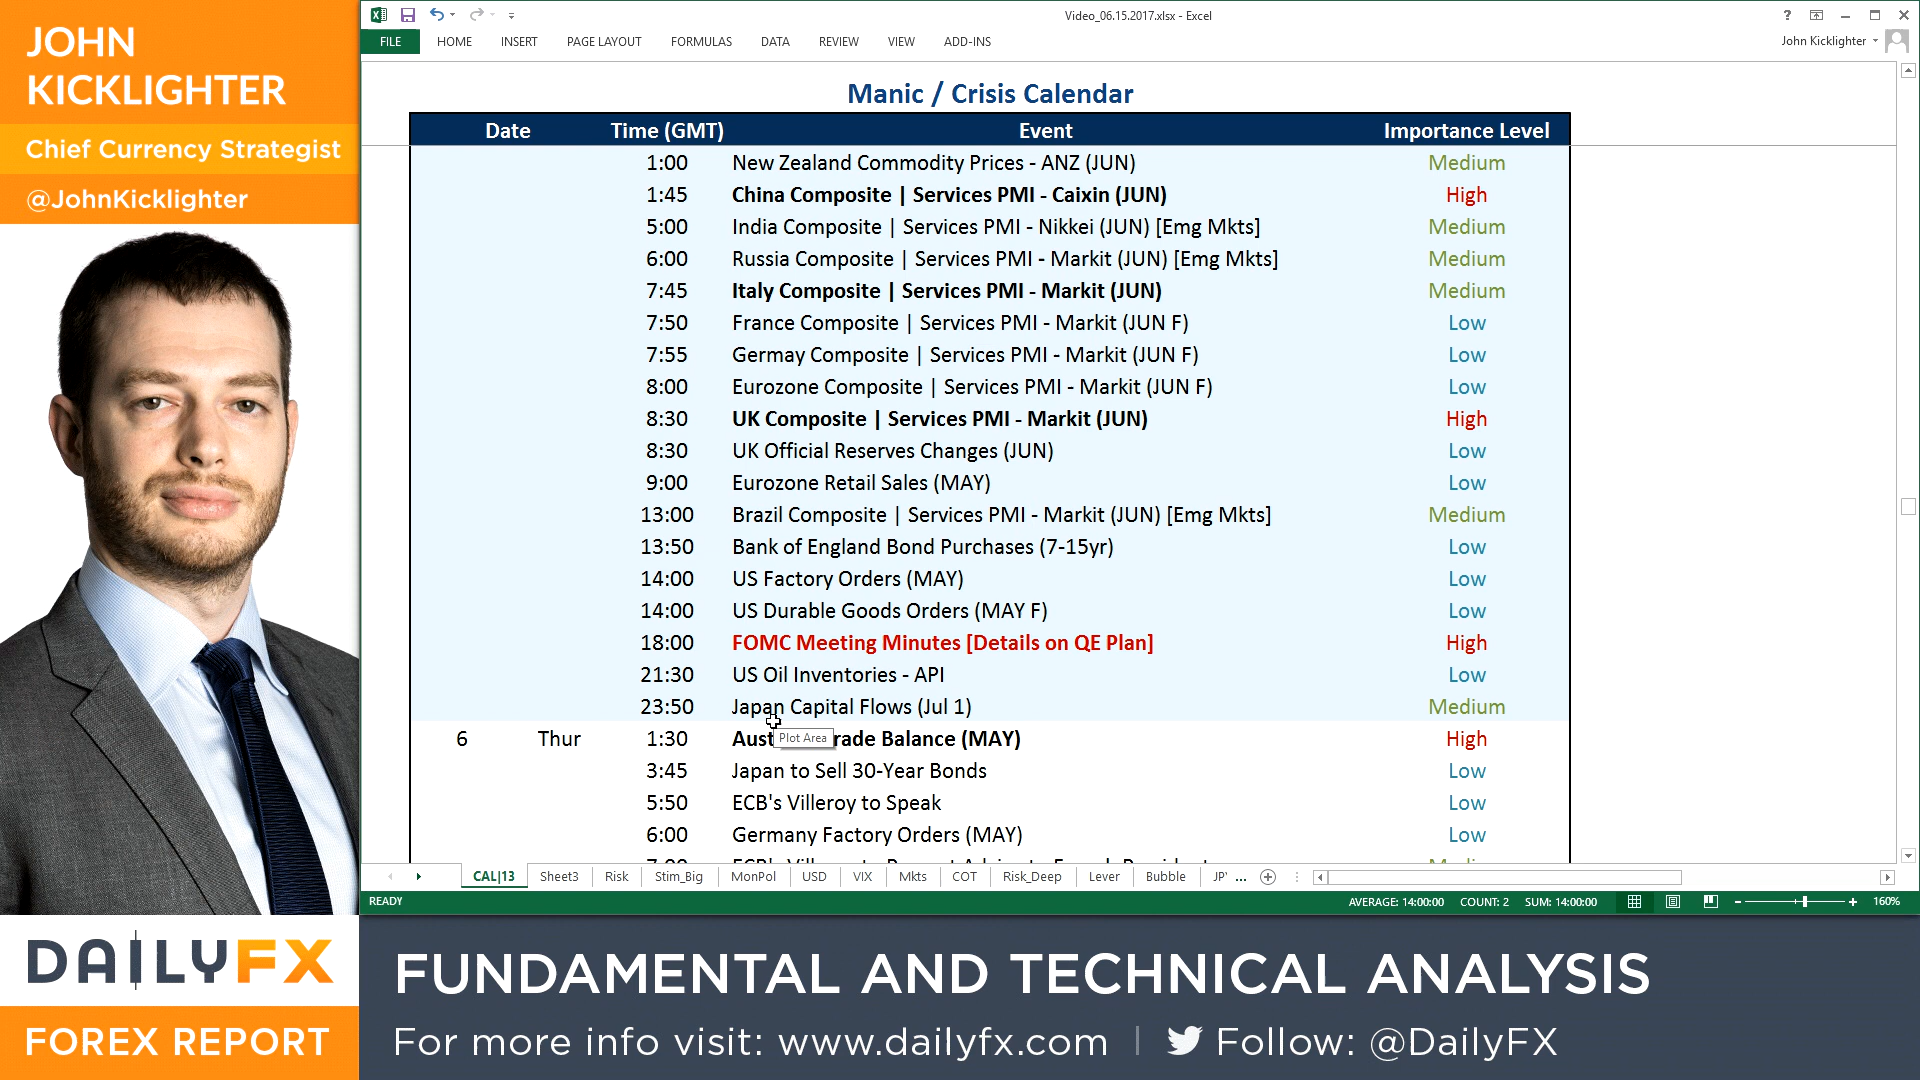 JOHN
KICKLIGHTER
Chief Currency Strategist
@JohnKicklighter
Video_06.15.2017.xlsx - Excel
?
FILE HOME INSERT PAGE LAYOUT FORMULAS DATA REVIEW VIEW ADD-INS
John Kicklighter
Manic / Crisis Calendar
Date Time (GMT) Event Importance Level
1:00 New Zealand Commodity Prices - ANZ (JUN) Medium
1:45 China Composite | Services PMI - Caixin (JUN) High
5:00 India Composite | Services PMI - Nikkei (JUN) [Emg Mkts] Medium
6:00 Russia Composite | Services PMI - Markit (JUN) [Emg Mkts] Medium
7:45 Italy Composite | Services PMI - Markit (JUN) Medium
7:50 France Composite | Services PMI - Markit (JUN F) Low
7:55 Germay Composite | Services PMI - Markit (JUN F) Low
8:00 Eurozone Composite | Services PMI - Markit (JUN F) Low
8:30 UK Composite | Services PMI - Markit (JUN) High
8:30 UK Official Reserves Changes (JUN) Low
9:00 Eurozone Retail Sales (MAY) Low
13:00 Brazil Composite | Services PMI - Markit (JUN) [Emg Mkts] Medium
13:50 Bank of England Bond Purchases (7-15yr) Low
14:00 US Factory Orders (MAY) Low
14:00 US Durable Goods Orders (MAY F) Low
18:00 FOMC Meeting Minutes [Details on QE Plan] High
21:30 US Oil Inventories - API Low
23:50 Japan Capital Flows (Jul 1) Medium
6 Thur 1:30 Aust rade Balance (MAY) High
Plot Area
3:45 Japan to Sell 30-Year Bonds Low
5:50 ECB's Villeroy to Speak Low
6:00 Germany Factory Orders (MAY) Low
CAL|13 Sheet3 Risk Stim_Big MonPol USD VIX Mkts COT Risk_Deep Lever Bubble JPY ...
READY AVERAGE: 14:00:00 COUNT: 2 SUM: 14:00:00 160%
DAILYFX
FOREX REPORT
FUNDAMENTAL AND TECHNICAL ANALYSIS
For more info visit: www.dailyfx.com | Follow: @DailyFX